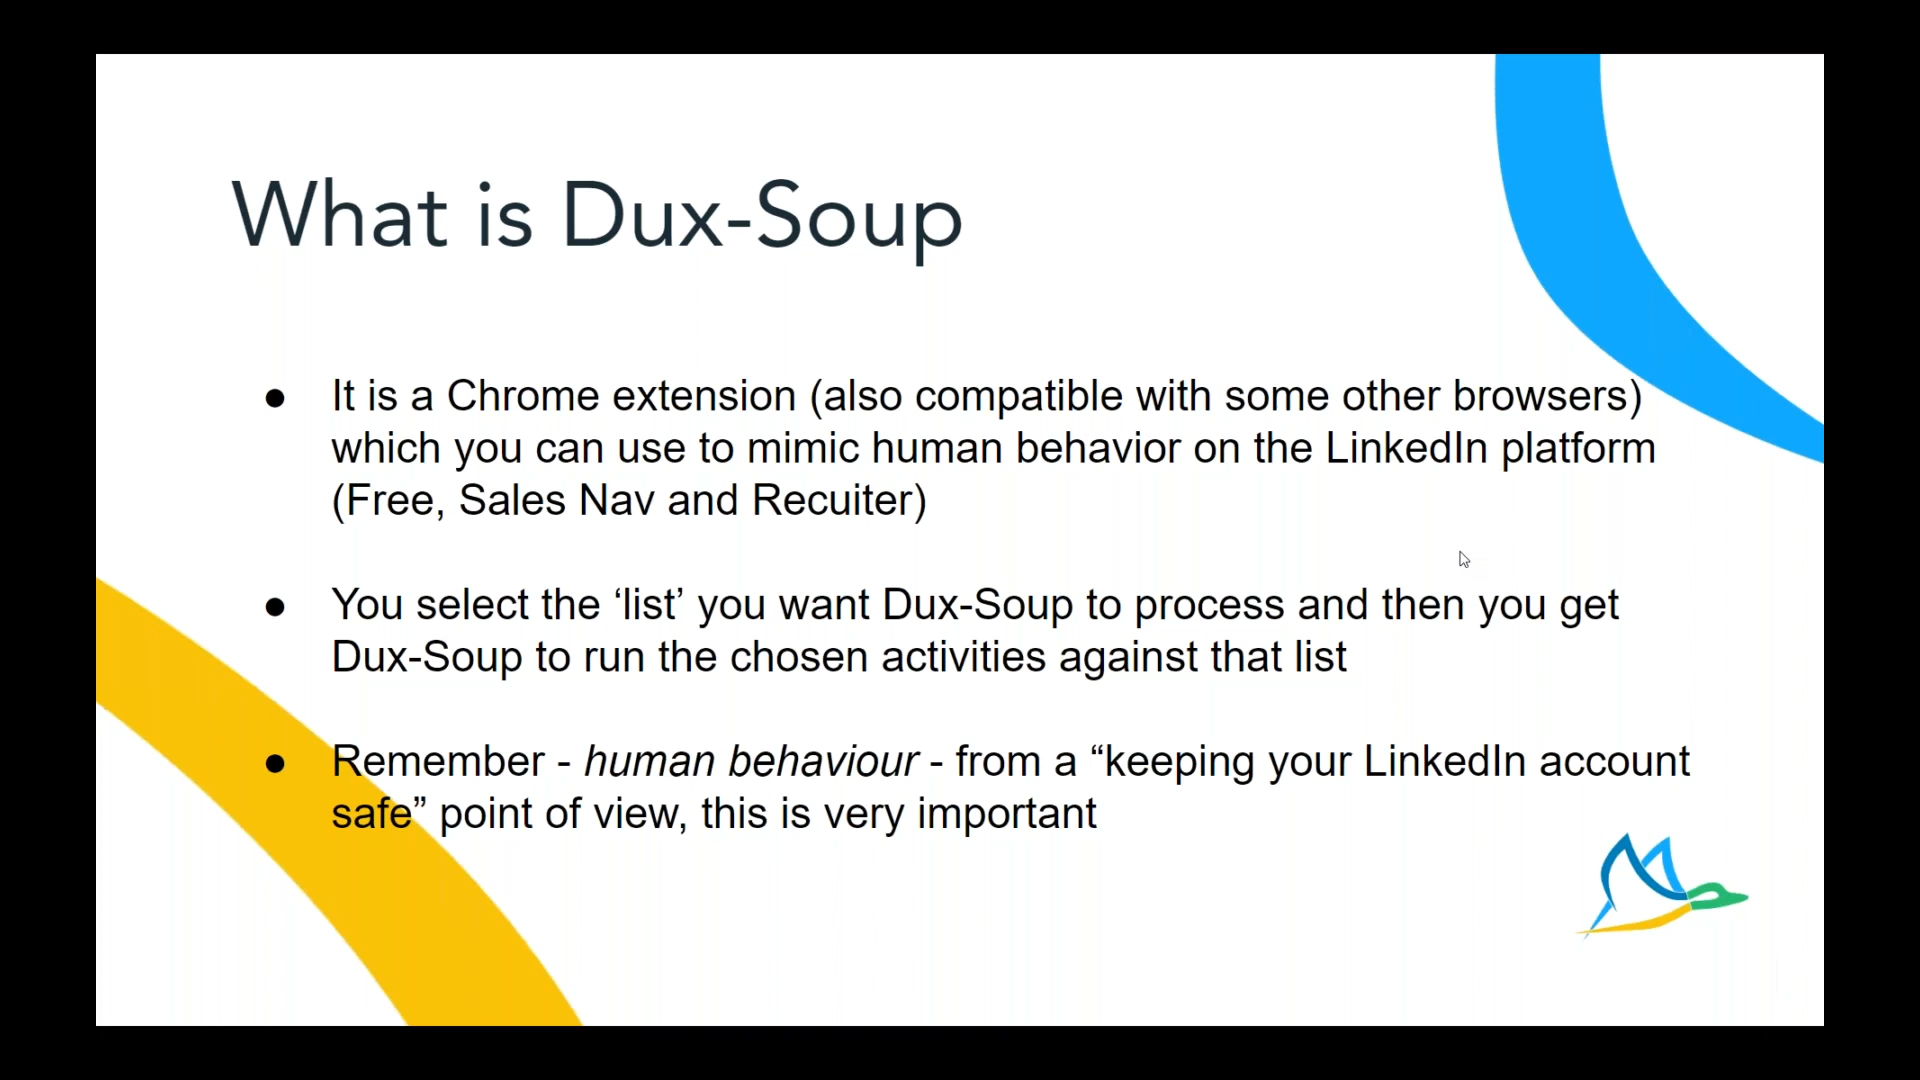 What is Dux-Soup
● It is a Chrome extension (also compatible with some other browsers)
which you can use to mimic human behavior on the LinkedIn platform
(Free, Sales Nav and Recuiter)
● You select the ‘list’ you want Dux-Soup to process and then you get
Dux-Soup to run the chosen activities against that list
● Remember - human behaviour - from a “keeping your LinkedIn account
safe” point of view, this is very important